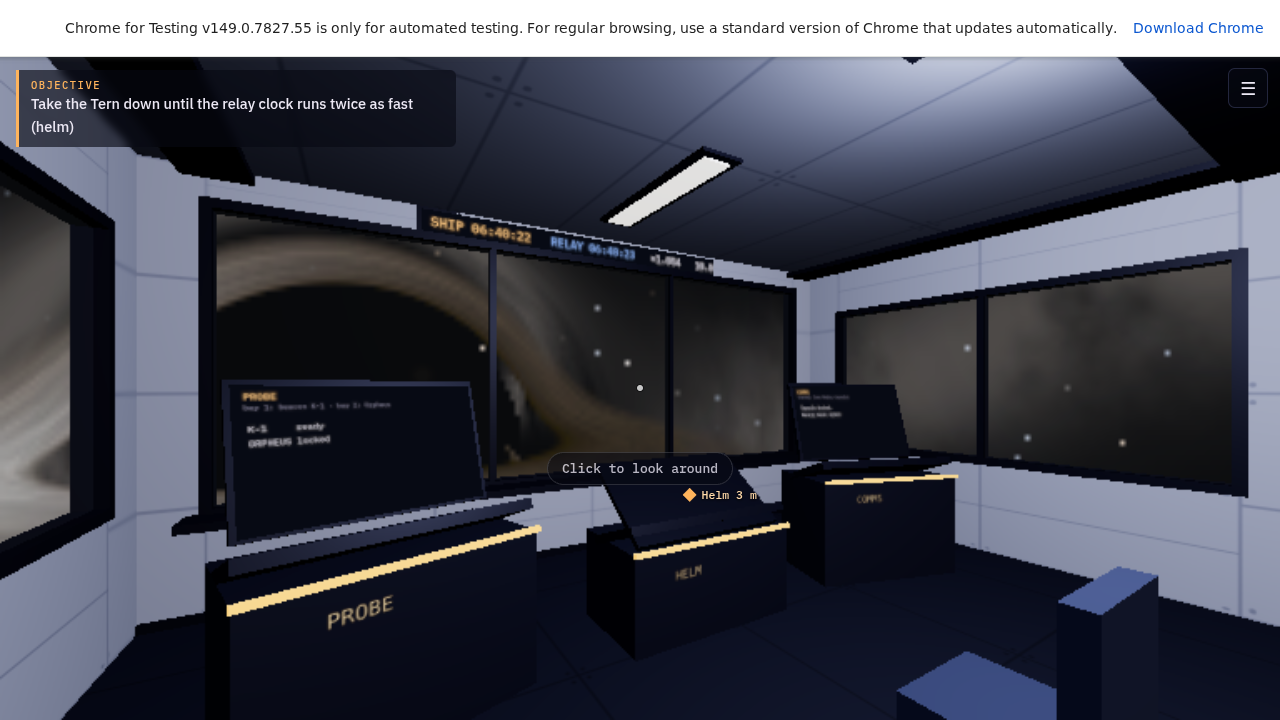 Chrome for Testing v149.0.7827.55 is only for automated testing. For regular browsing, use a standard version of Chrome that updates automatically. Download Chrome
OBJECTIVE
Take the Tern down until the relay clock runs twice as fast
(helm)
☰
SHIP 06:40:22
RELAY 06:40:23
PROBE
K-1 ready
ORPHEUS locked
Click to look around
Helm 3 m
COMMS
HELM
PROBE